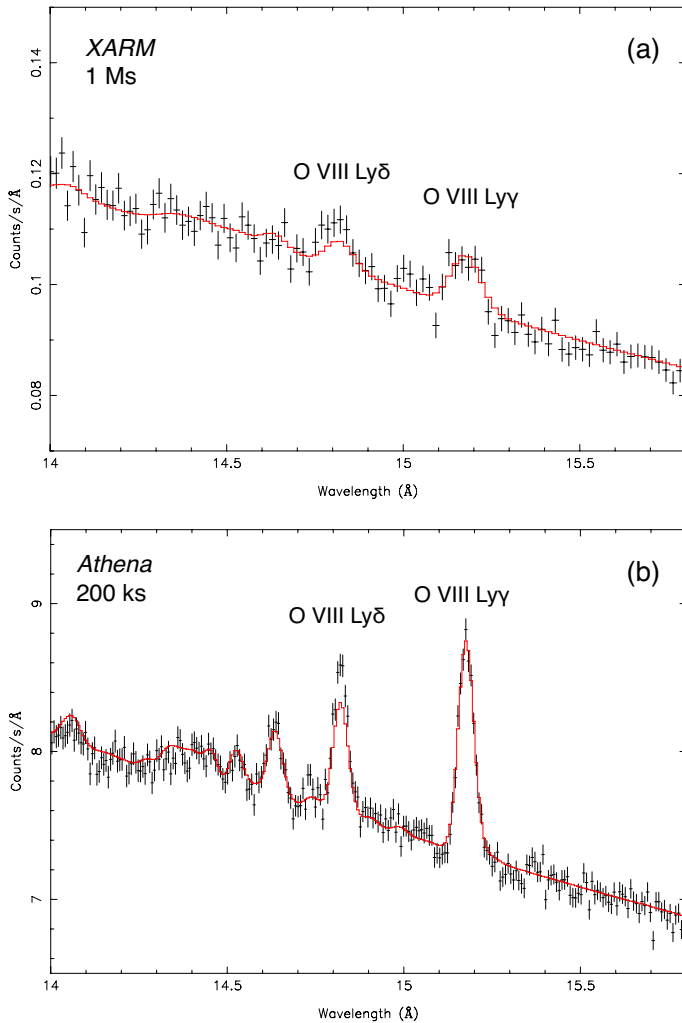 XARM
1 Ms
(a)
O VIII Lyδ
O VIII Lyγ
Counts/s/Å
0.14
0.12
0.1
0.08
14
14.5
15
15.5
Wavelength (Å)
Athena
200 ks
(b)
O VIII Lyδ
O VIII Lyγ
Counts/s/Å
9
8
7
14
14.5
15
15.5
Wavelength (Å)